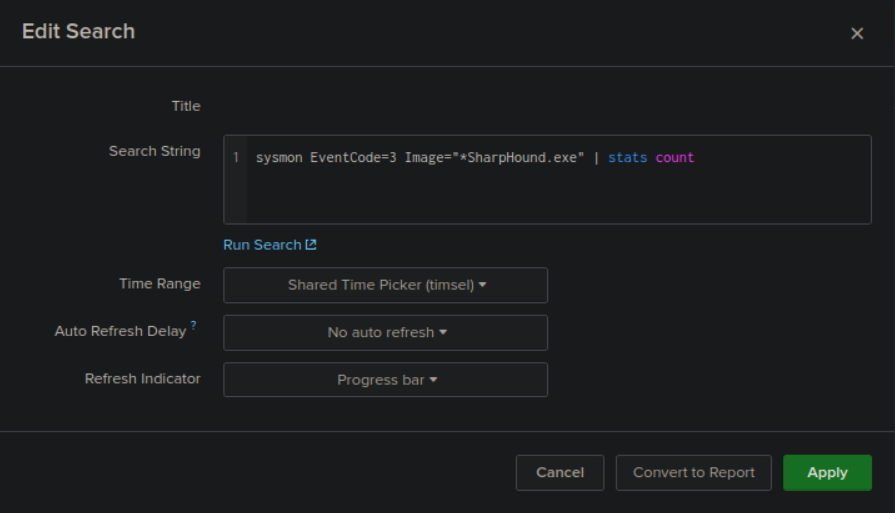 Edit Search ×
Title
Search String
1 sysmon EventCode=3 Image="*SharpHound.exe" | stats count
Run Search
Time Range Shared Time Picker (timsel)
Auto Refresh Delay ? No auto refresh
Refresh Indicator Progress bar
Cancel Convert to Report Apply